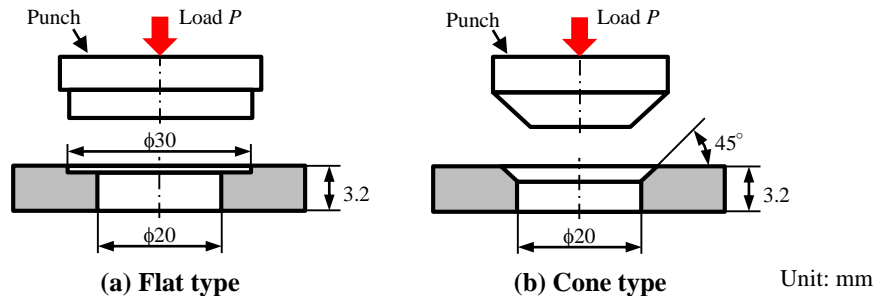 Punch
Load P
ϕ30
3.2
ϕ20
(a) Flat type
Punch
Load P
45°
3.2
ϕ20
(b) Cone type
Unit: mm